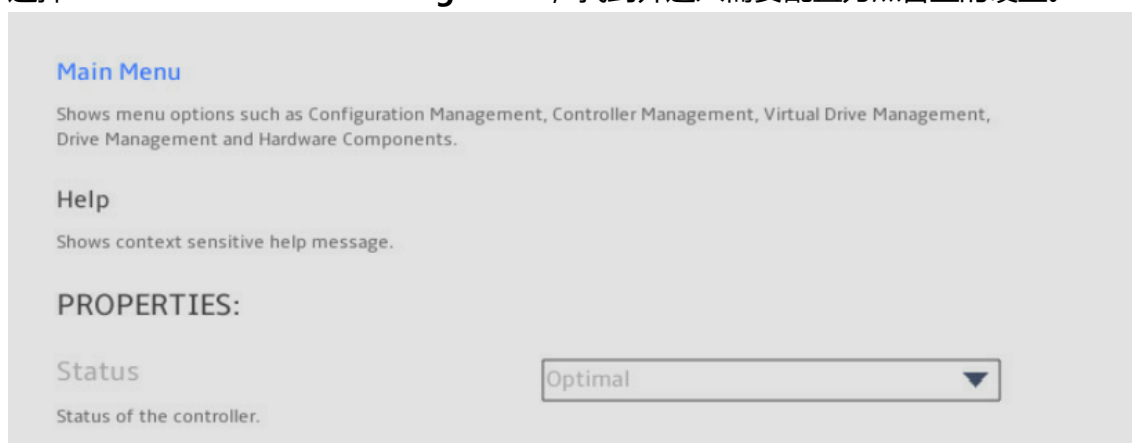 Main Menu
Shows menu options such as Configuration Management, Controller Management, Virtual Drive Management,
Drive Management and Hardware Components.
Help
Shows context sensitive help message.
PROPERTIES:
Status
Optimal
Status of the controller.